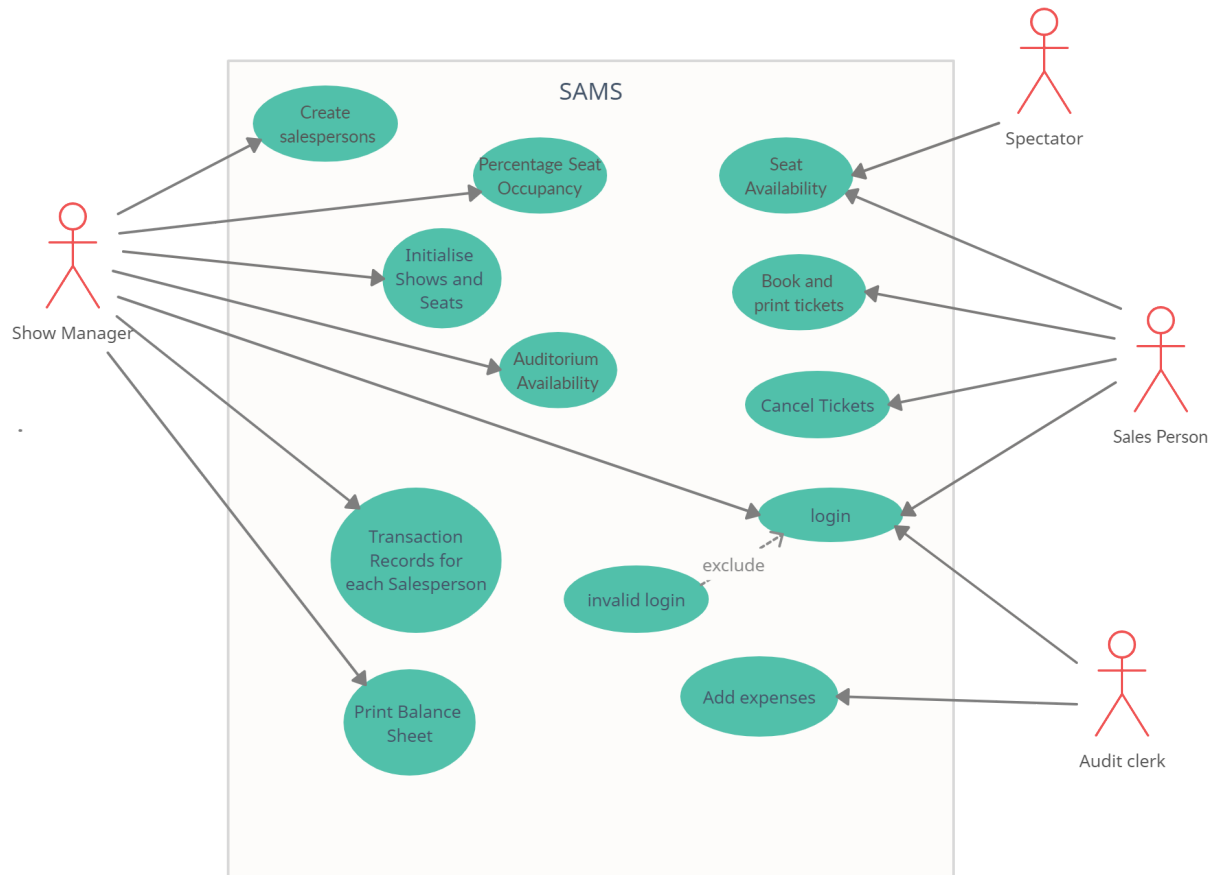 SAMS
Create
salespersons
Percentage Seat
Occupancy
Initialise
Shows and
Seats
Auditorium
Availability
Transaction
Records for
each Salesperson
Print Balance
Sheet
Seat
Availability
Book and
print tickets
Cancel Tickets
login
exclude
invalid login
Add expenses
Show Manager
Spectator
Sales Person
Audit clerk